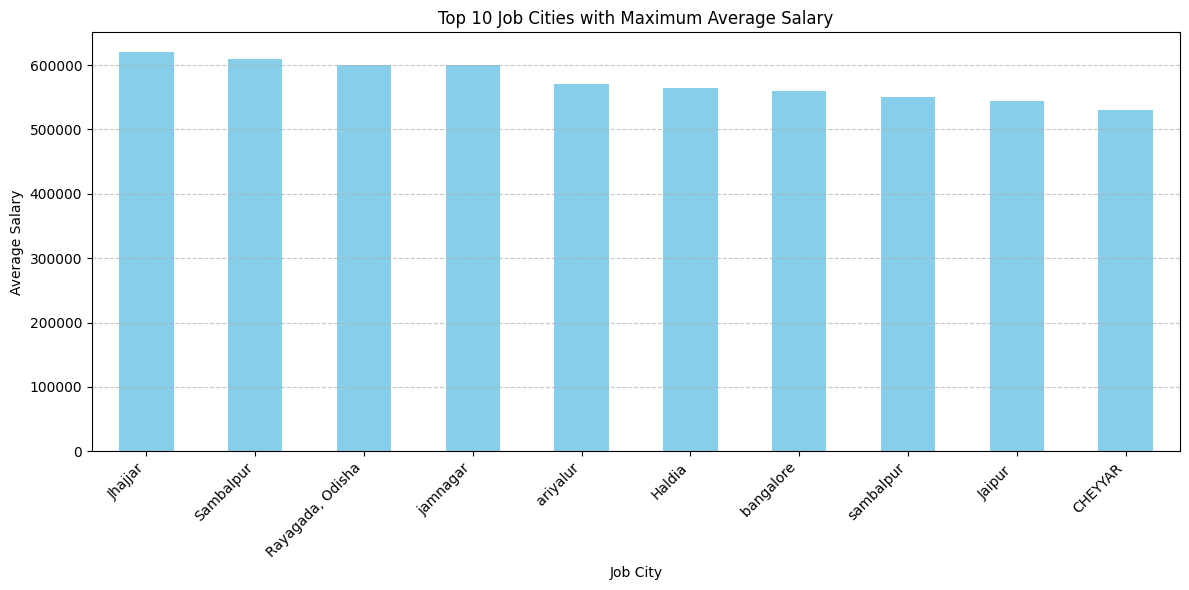 Top 10 Job Cities with Maximum Average Salary
600000
500000
400000
300000
200000
100000
0
Average Salary
Jhajjar
Sambalpur
Rayagada, Odisha
jamnagar
ariyalur
Haldia
bangalore
sambalpur
Jaipur
CHEYYAR
Job City